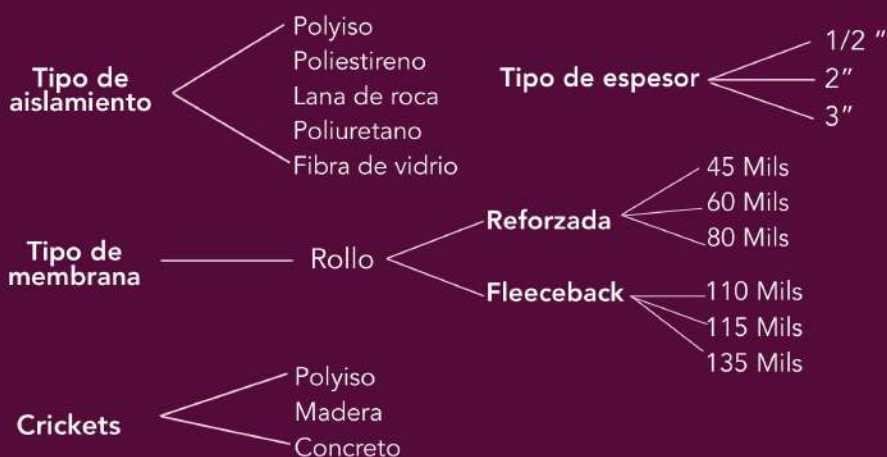 Tipo de
aislamiento
Polyiso
Poliestireno
Lana de roca
Poliuretano
Fibra de vidrio
Tipo de espesor
1/2 "
2"
3"
Tipo de
membrana
Rollo
Reforzada
45 Mils
60 Mils
80 Mils
Fleeceback
110 Mils
115 Mils
135 Mils
Crickets
Polyiso
Madera
Concreto